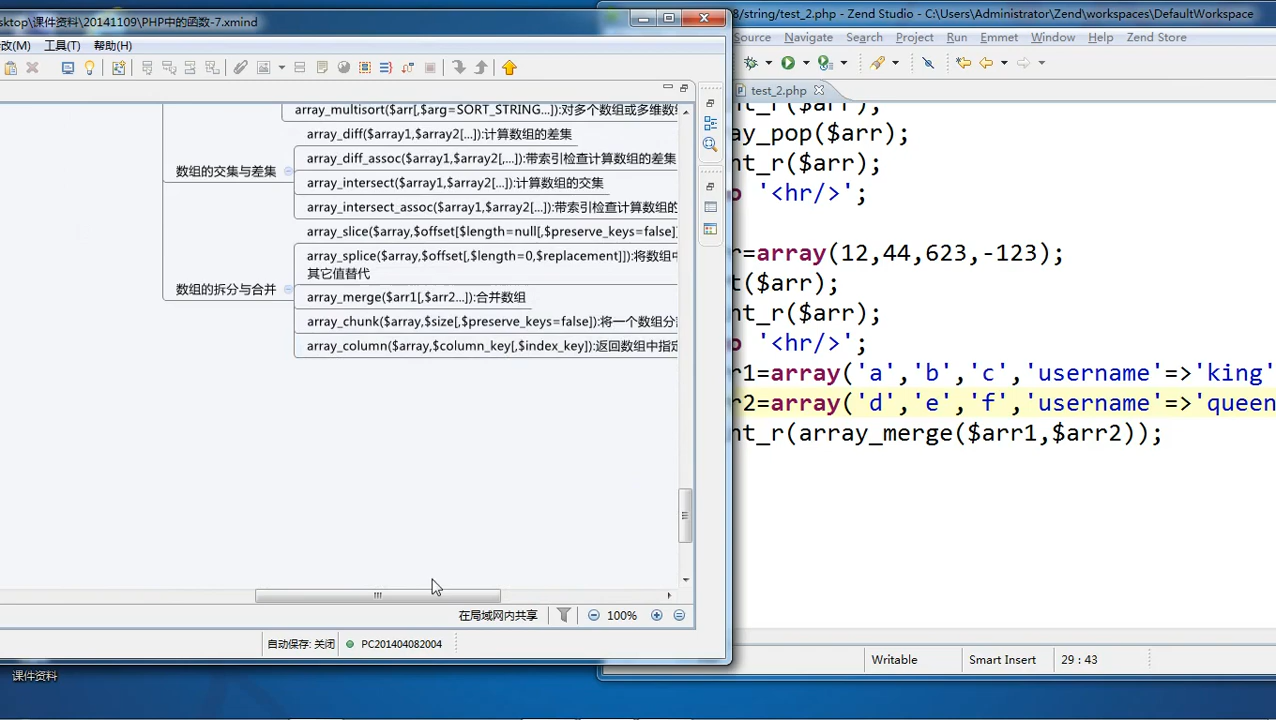 sktop\课件资料\20141109\PHP中的函数-7.xmind
改(M) 工具(T) 帮助(H)
array_multisort($arr[,$arg=SORT_STRING...]):对多个数组或多维数
array_diff($array1,$array2[...]):计算数组的差集
数组的交集与差集
array_diff_assoc($array1,$array2[,...]):带索引检查计算数组的差集
array_intersect($array1,$array2[...]):计算数组的交集
array_intersect_assoc($array1,$array2[...]):带索引检查计算数组的
array_slice($array,$offset[$length=null[,$preserve_keys=false]
array_splice($array,$offset[,$length=0,$replacement]]):将数组中
其它值替代
数组的拆分与合并
array_merge($arr1[,$arr2...]):合并数组
array_chunk($array,$size[,$preserve_keys=false]):将一个数组分
array_column($array,$column_key[,$index_key]):返回数组中指定
在局域网内共享
100%
自动保存: 关闭
PC201404082004
课件资料
8/string/test_2.php - Zend Studio - C:\Users\Administrator\Zend\workspaces\DefaultWorkspace
Source Navigate Search Project Run Emmet Window Help Zend Store
test_2.php
nt_r($arr);
ay_pop($arr);
nt_r($arr);
o '<hr/>';
r=array(12,44,623,-123);
t($arr);
nt_r($arr);
o '<hr/>';
r1=array('a','b','c','username'=>'king'
r2=array('d','e','f','username'=>'queen
nt_r(array_merge($arr1,$arr2));
Writable
Smart Insert
29 : 43